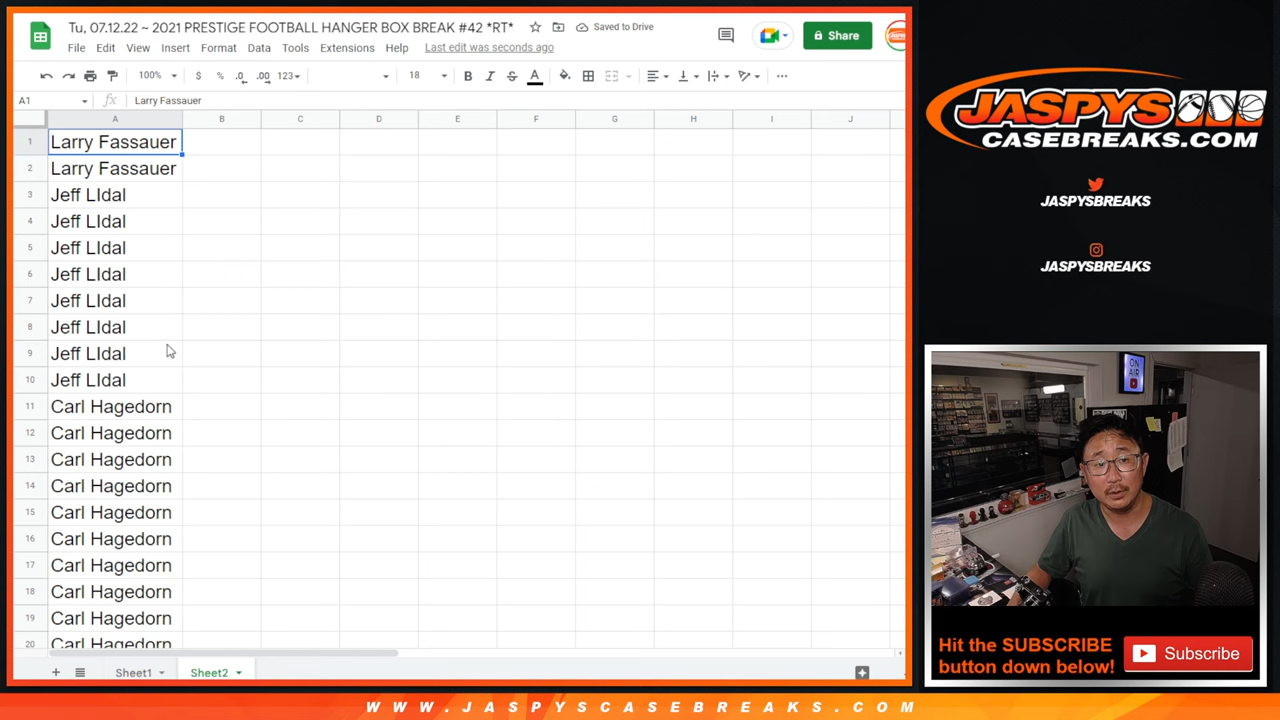 Tu, 07.12.22 ~ 2021 PRESTIGE FOOTBALL HANGER BOX BREAK #42 *RT*
Saved to Drive
Share
File Edit View Insert Format Data Tools Extensions Help Last edit was seconds ago
100% $ % .0 .00 123 18 B I S A
A1 fx Larry Fassauer
A B C D E F G H I J
1 Larry Fassauer
2 Larry Fassauer
3 Jeff LIdal
4 Jeff LIdal
5 Jeff LIdal
6 Jeff LIdal
7 Jeff LIdal
8 Jeff LIdal
9 Jeff LIdal
10 Jeff LIdal
11 Carl Hagedorn
12 Carl Hagedorn
13 Carl Hagedorn
14 Carl Hagedorn
15 Carl Hagedorn
16 Carl Hagedorn
17 Carl Hagedorn
18 Carl Hagedorn
19 Carl Hagedorn
20 Carl Hagedorn
Sheet1 Sheet2
JASPYS
CASEBREAKS.COM
JASPYSBREAKS
JASPYSBREAKS
ON
AIR
Hit the SUBSCRIBE
button down below!
Subscribe
WWW.JASPYSCASEBREAKS.COM